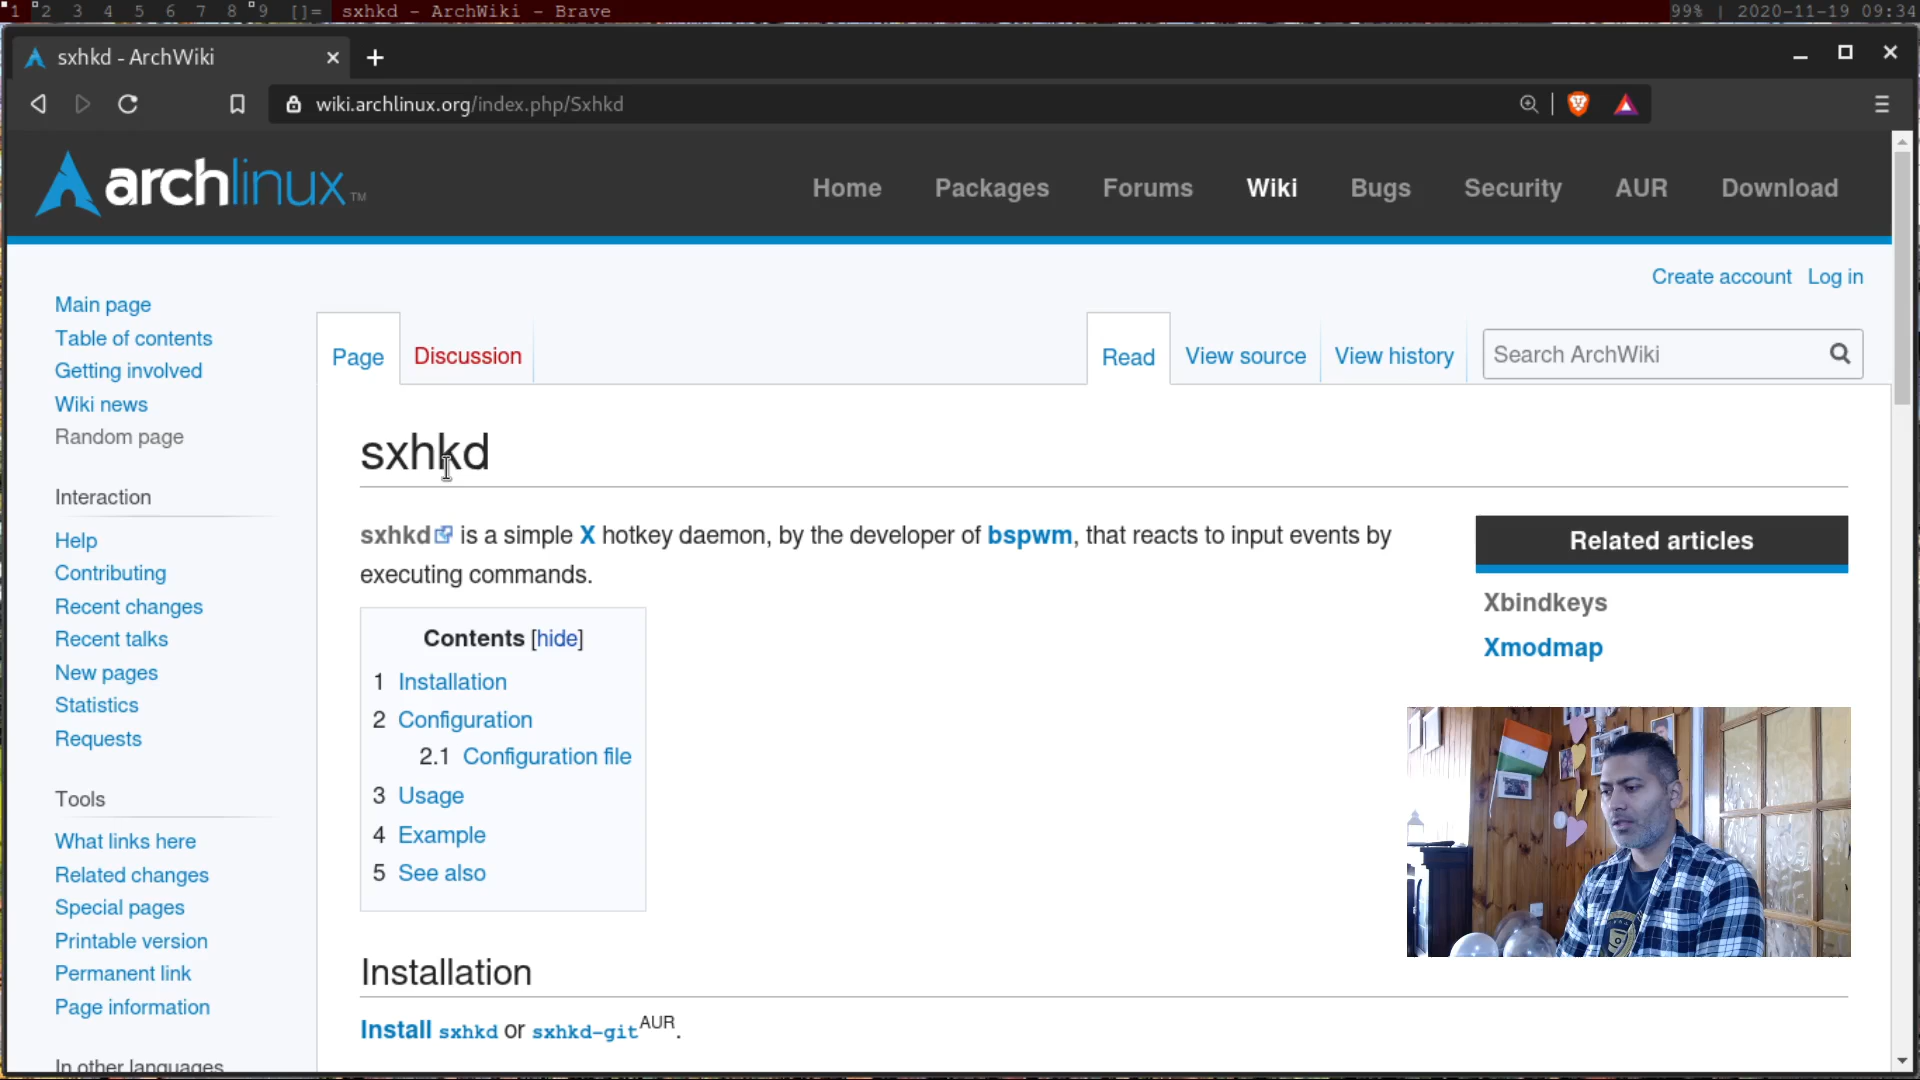 1 2 3 4 5 6 7 8 9 []= sxhkd - ArchWiki - Brave 99% | 2020-11-19 09:34
sxhkd - ArchWiki
wiki.archlinux.org/index.php/Sxhkd
archlinux TM
Home Packages Forums Wiki Bugs Security AUR Download
Create account Log in
Page Discussion Read View source View history Search ArchWiki
Main page
Table of contents
Getting involved
Wiki news
Random page
Interaction
Help
Contributing
Recent changes
Recent talks
New pages
Statistics
Requests
Tools
What links here
Related changes
Special pages
Printable version
Permanent link
Page information
In other languages
sxhkd
sxhkd is a simple X hotkey daemon, by the developer of bspwm, that reacts to input events by
executing commands.
Contents [hide]
1 Installation
2 Configuration
2.1 Configuration file
3 Usage
4 Example
5 See also
Installation
Install sxhkd or sxhkd-git AUR.
Related articles
Xbindkeys
Xmodmap